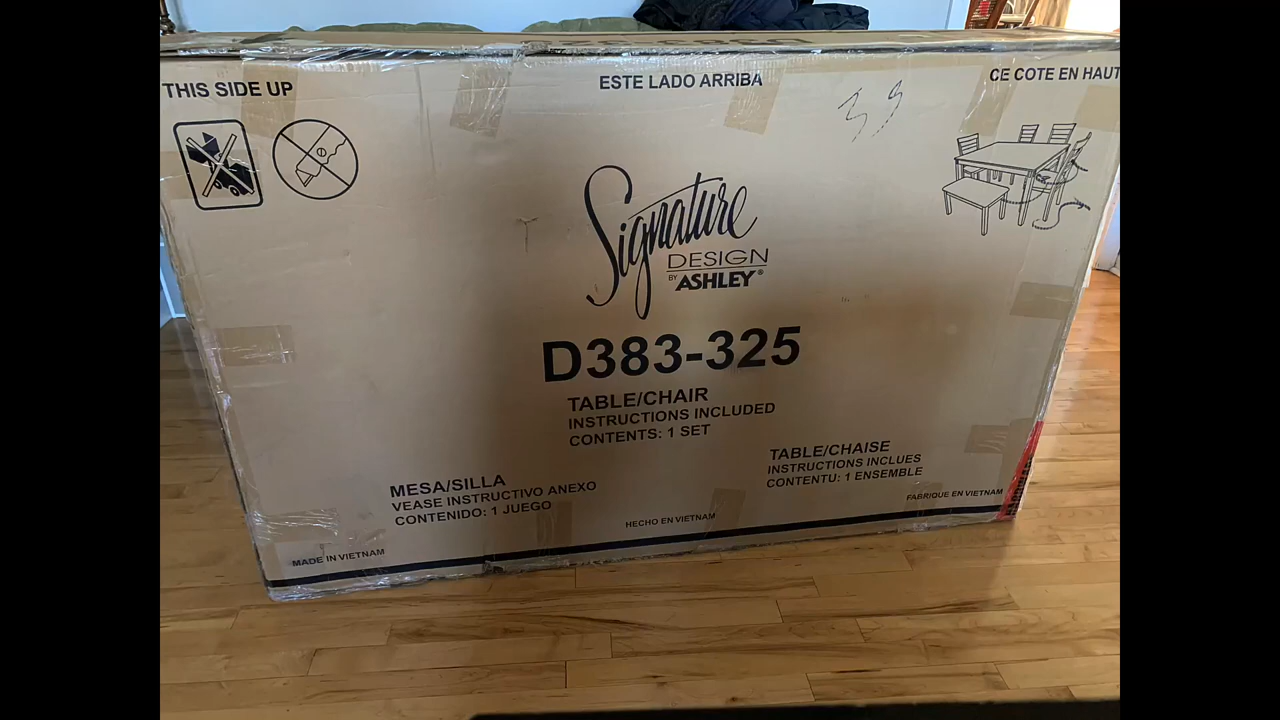 THIS SIDE UP
ESTE LADO ARRIBA
CE COTE EN HAUT
39
Signature
DESIGN
BY ASHLEY®
D383-325
TABLE/CHAIR
INSTRUCTIONS INCLUDED
CONTENTS: 1 SET
MESA/SILLA
VEASE INSTRUCTIVO ANEXO
CONTENIDO: 1 JUEGO
TABLE/CHAISE
INSTRUCTIONS INCLUES
CONTENTU: 1 ENSEMBLE
MADE IN VIETNAM
HECHO EN VIETNAM
FABRIQUE EN VIETNAM